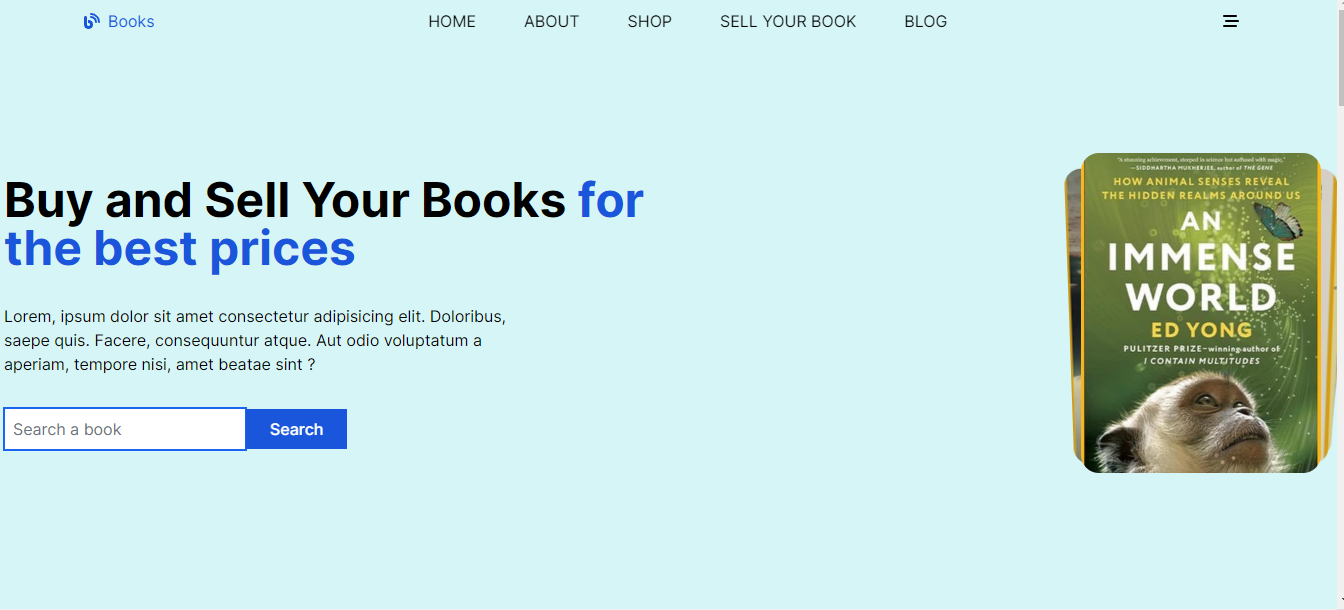 Books
HOME
ABOUT
SHOP
SELL YOUR BOOK
BLOG
Buy and Sell Your Books for
the best prices
Lorem, ipsum dolor sit amet consectetur adipisicing elit. Doloribus,
saepe quis. Facere, consequuntur atque. Aut odio voluptatum a
aperiam, tempore nisi, amet beatae sint ?
Search a book
Search
"A stunning achievement, steeped in science but suffused with magic."
—SIDDHARTHA MUKHERJEE, author of THE GENE
HOW ANIMAL SENSES REVEAL
THE HIDDEN REALMS AROUND US
AN
IMMENSE
WORLD
ED YONG
PULITZER PRIZE–winning author of
I CONTAIN MULTITUDES